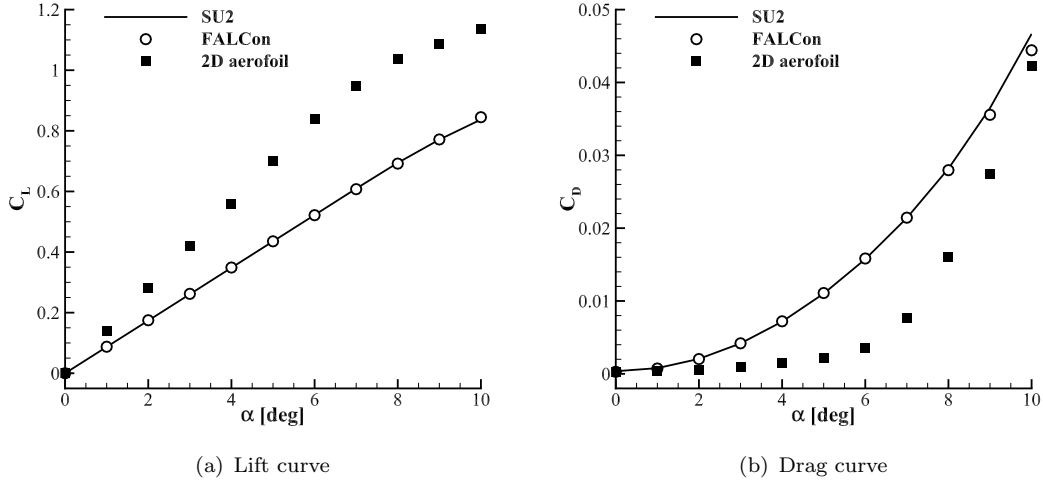 SU2
FALCon
2D aerofoil
1.2
1
0.8
0.6
0.4
0.2
0
C_L
0 2 4 6 8 10
α [deg]
(a) Lift curve
SU2
FALCon
2D aerofoil
0.05
0.04
0.03
0.02
0.01
0
C_D
0 2 4 6 8 10
α [deg]
(b) Drag curve